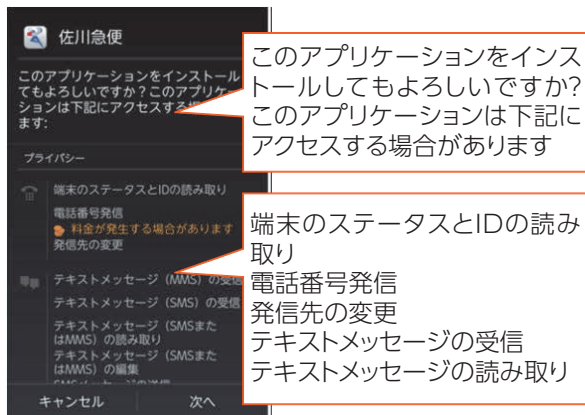 佐川急便
このアプリケーションをインストール
てもよろしいですか？このアプリケー
ションは下記にアクセスする
ます:
プライバシー
端末のステータスとIDの読み取り
電話番号発信
料金が発生する場合があります
発信先の変更
テキストメッセージ（MMS）の受信
テキストメッセージ（SMS）の受信
テキストメッセージ（SMSまた
はMMS）の読み取り
テキストメッセージ（SMSまた
はMMS）の編集
キャンセル
次へ
このアプリケーションをインス
トールしてもよろしいですか?
このアプリケーションは下記に
アクセスする場合があります
端末のステータスとIDの読み
取り
電話番号発信
発信先の変更
テキストメッセージの受信
テキストメッセージの読み取り